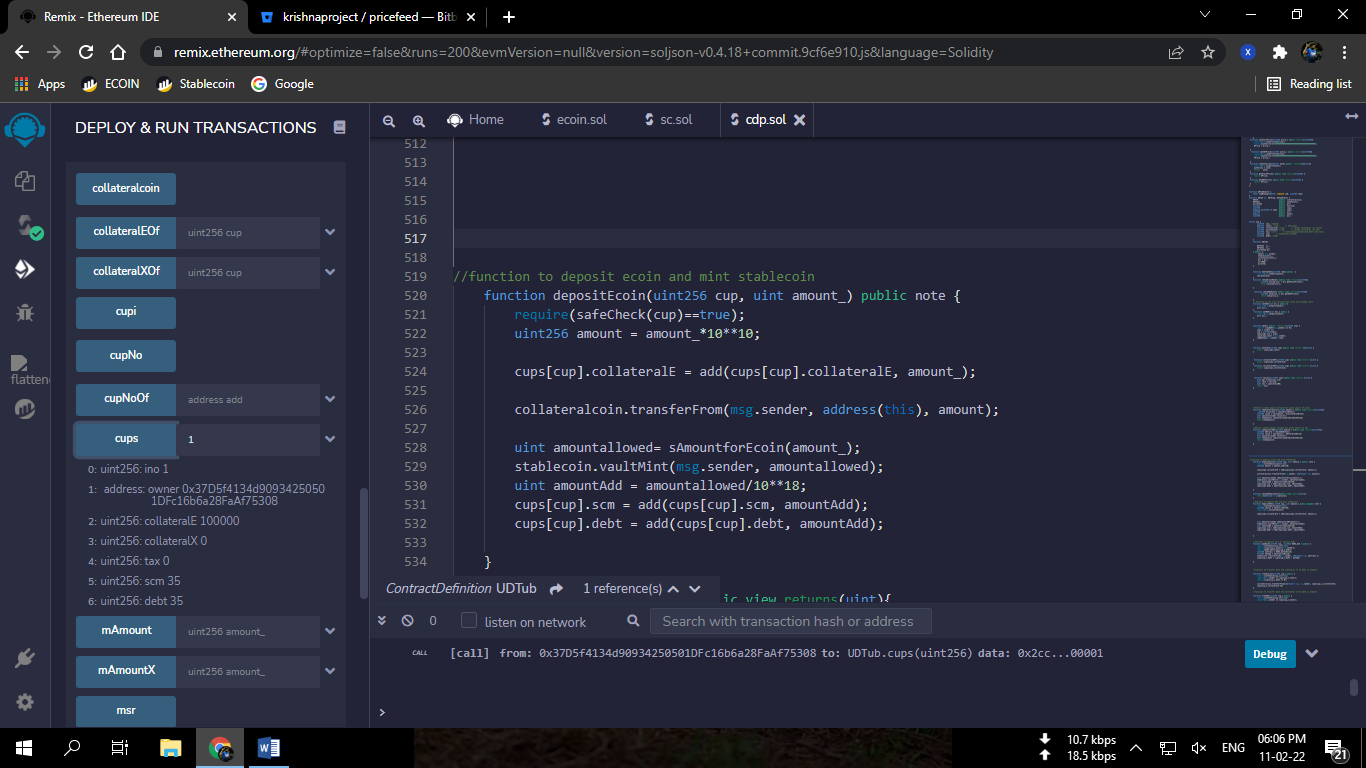 Remix - Ethereum IDE
krishnaproject / pricefeed — Bitb
remix.ethereum.org/#optimize=false&runs=200&evmVersion=null&version=soljson-v0.4.18+commit.9cf6e910.js&language=Solidity
Apps ECOIN Stablecoin Google Reading list
DEPLOY & RUN TRANSACTIONS
Home ecoin.sol sc.sol cdp.sol
flatten
collateralcoin
collateralEOf uint256 cup
collateralXOf uint256 cup
cupi
cupNo
cupNoOf address add
cups 1
0: uint256: ino 1
1: address: owner 0x37D5f4134d9093425050
1DFc16b6a28FaAf75308
2: uint256: collateralE 100000
3: uint256: collateralX 0
4: uint256: tax 0
5: uint256: scm 35
6: uint256: debt 35
mAmount uint256 amount_
mAmountX uint256 amount_
msr
512
513
514
515
516
517
518
519 //function to deposit ecoin and mint stablecoin
520 function depositEcoin(uint256 cup, uint amount_) public note {
521 require(safeCheck(cup)==true);
522 uint256 amount = amount_*10**10;
523
524 cups[cup].collateralE = add(cups[cup].collateralE, amount_);
525
526 collateralcoin.transferFrom(msg.sender, address(this), amount);
527
528 uint amountallowed= sAmountforEcoin(amount_);
529 stablecoin.vaultMint(msg.sender, amountallowed);
530 uint amountAdd = amountallowed/10**18;
531 cups[cup].scm = add(cups[cup].scm, amountAdd);
532 cups[cup].debt = add(cups[cup].debt, amountAdd);
533
534 }
ContractDefinition UDTub 1 reference(s)
ic view returns(uint){
0 listen on network Search with transaction hash or address
CALL [call] from: 0x37D5f4134d90934250501DFc16b6a28FaAf75308 to: UDTub.cups(uint256) data: 0x2cc...00001 Debug
>
10.7 kbps
18.5 kbps
ENG
06:06 PM
11-02-22
21